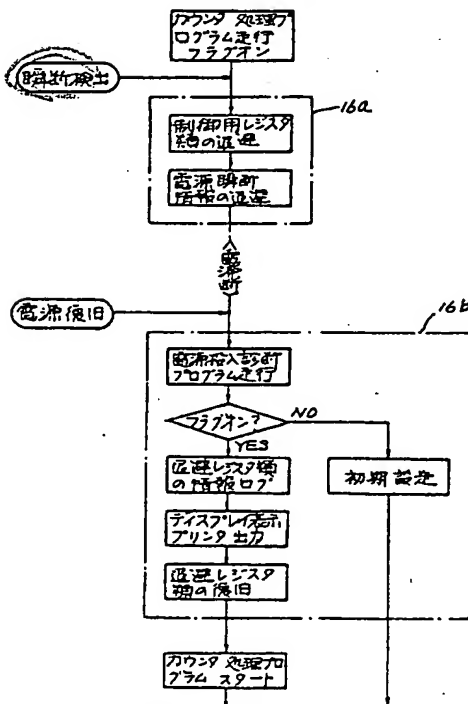 カウンタ 処理プ
ログラム走行
フラグオン
瞬断検出
16a
制御用レジスタ
類の退避
電源瞬断
情報の退避
(電源断)
電源復旧
16b
電源投入診断
プログラム走行
フラグオン?
NO
YES
退避レジスタ類
の情報ログ
初期設定
ディスプレイ表示
プリンタ出力
退避レジスタ
類の復旧
カウンタ 処理プロ
グラム スタート